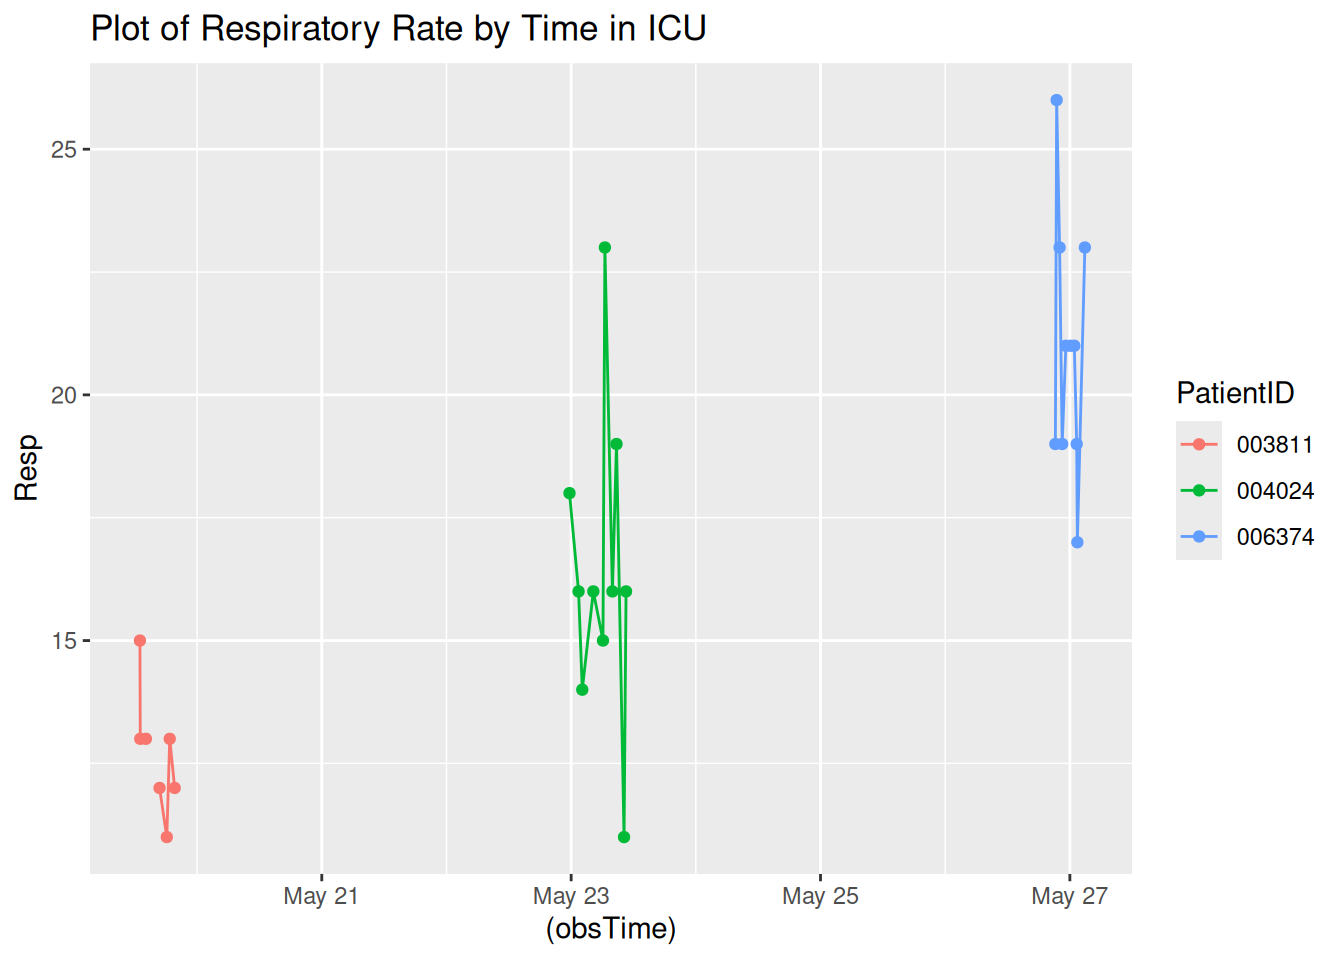 Plot of Respiratory Rate by Time in ICU
25
20
15
Resp
May 21
May 23
May 25
May 27
(obsTime)
PatientID
003811
004024
006374